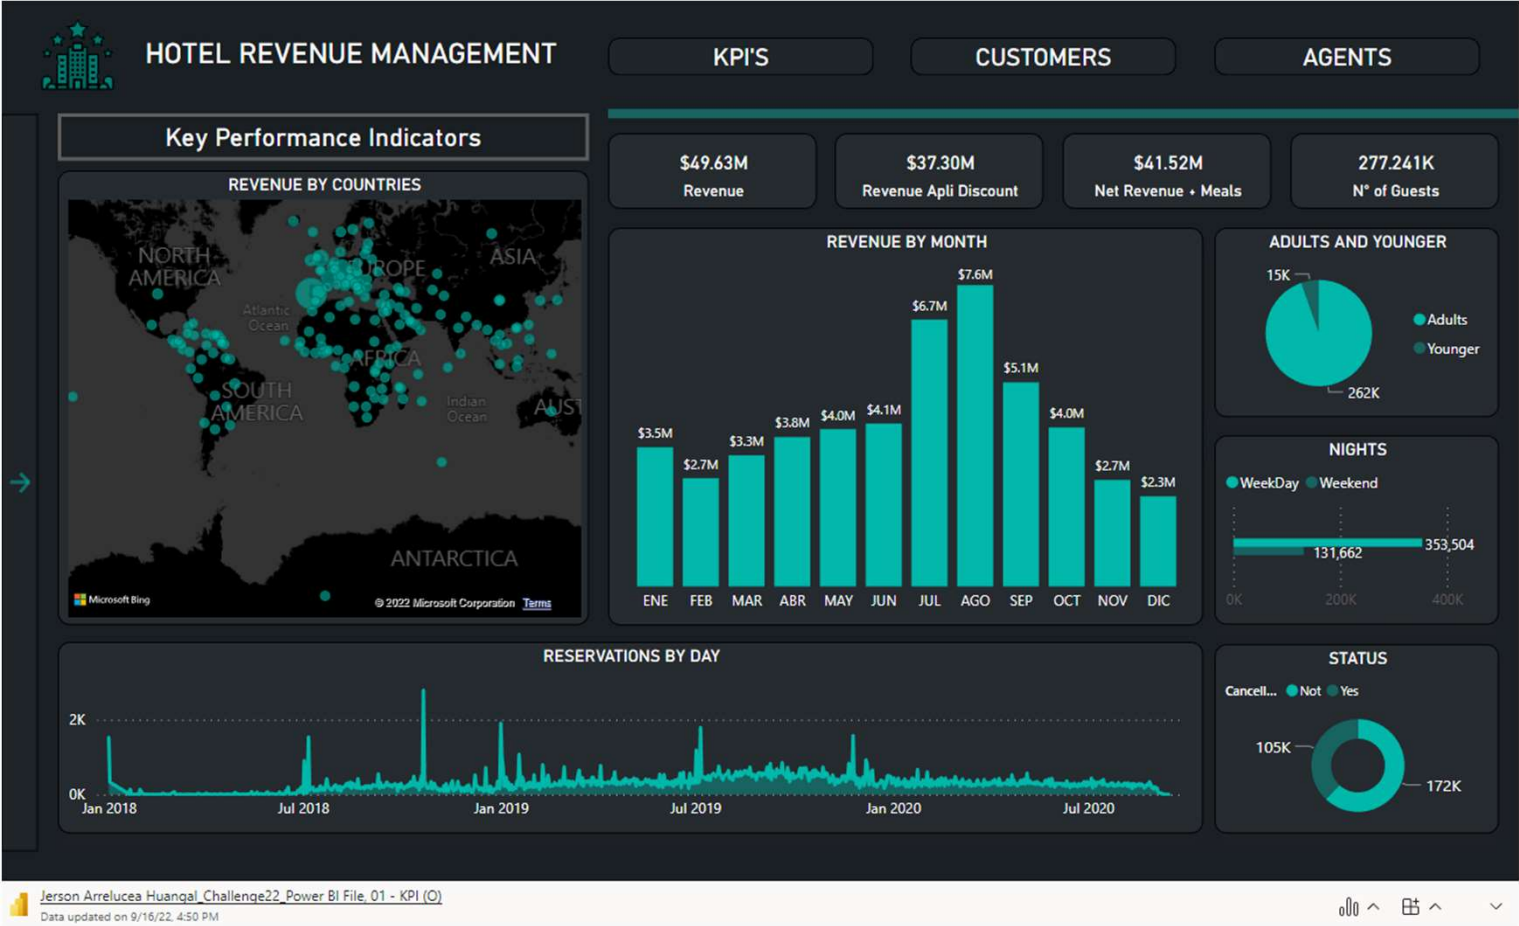 HOTEL REVENUE MANAGEMENT
KPI'S
CUSTOMERS
AGENTS
Key Performance Indicators
$49.63M
Revenue
$37.30M
Revenue Apli Discount
$41.52M
Net Revenue + Meals
277.241K
N° of Guests
REVENUE BY COUNTRIES
NORTH
AMERICA
EUROPE
ASIA
Atlantic
Ocean
AFRICA
SOUTH
AMERICA
Indian
Ocean
AUST
ANTARCTICA
Microsoft Bing
© 2022 Microsoft Corporation Terms
REVENUE BY MONTH
$3.5M
$2.7M
$3.3M
$3.8M
$4.0M
$4.1M
$6.7M
$7.6M
$5.1M
$4.0M
$2.7M
$2.3M
ENE FEB MAR ABR MAY JUN JUL AGO SEP OCT NOV DIC
ADULTS AND YOUNGER
15K
Adults
Younger
262K
NIGHTS
WeekDay Weekend
353,504
131,662
0K 200K 400K
RESERVATIONS BY DAY
2K
0K
Jan 2018 Jul 2018 Jan 2019 Jul 2019 Jan 2020 Jul 2020
STATUS
Cancell... Not Yes
105K
172K
Jerson Arrelucea Huangal_Challenge22_Power BI File, 01 - KPI (O)
Data updated on 9/16/22, 4:50 PM